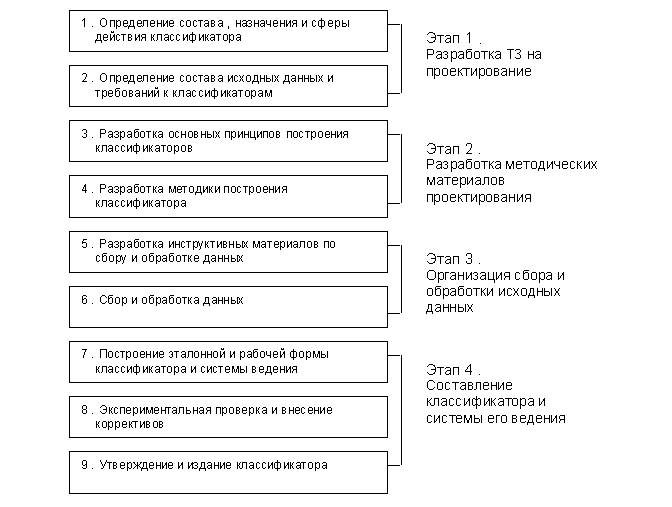 1 . Определение состава , назначения и сферы
действия классификатора
2 . Определение состава исходных данных и
требований к классификаторам
Этап 1 .
Разработка ТЗ на
проектирование
3 . Разработка основных принципов построения
классификаторов
4 . Разработка методики построения
классификатора
Этап 2 .
Разработка методических
материалов
проектирования
5 . Разработка инструктивных материалов по
сбору и обработке данных
6 . Сбор и обработка данных
Этап 3 .
Организация сбора и
обработки исходных
данных
7 . Построение эталонной и рабочей формы
классификатора и системы ведения
8 . Экспериментальная проверка и внесение
коррективов
9 . Утверждение и издание классификатора
Этап 4 .
Составление
классификатора и
системы его ведения